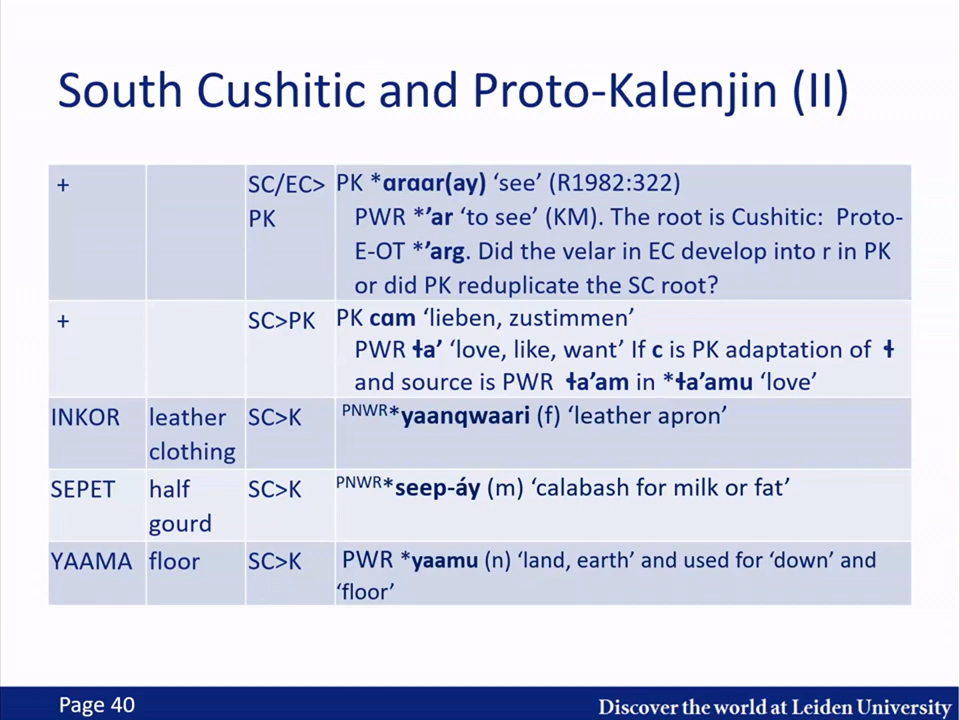 South Cushitic and Proto-Kalenjin (II)
+ SC/EC> PK *ɑrɑɑr(ay) ‘see’ (R1982:322)
PK PWR *’ar ‘to see’ (KM). The root is Cushitic: Proto-
E-OT *’arg. Did the velar in EC develop into r in PK
or did PK reduplicate the SC root?
+ SC>PK PK cɑm ‘lieben, zustimmen’
PWR ɬa’ ‘love, like, want’ If c is PK adaptation of ɬ
and source is PWR ɬa’am in *ɬa’amu ‘love’
INKOR leather SC>K PNWR*yaanqwaari (f) ‘leather apron’
clothing
SEPET half SC>K PNWR*seep-áy (m) ‘calabash for milk or fat’
gourd
YAAMA floor SC>K PWR *yaamu (n) ‘land, earth’ and used for ‘down’ and
‘floor’
Page 40 Discover the world at Leiden University